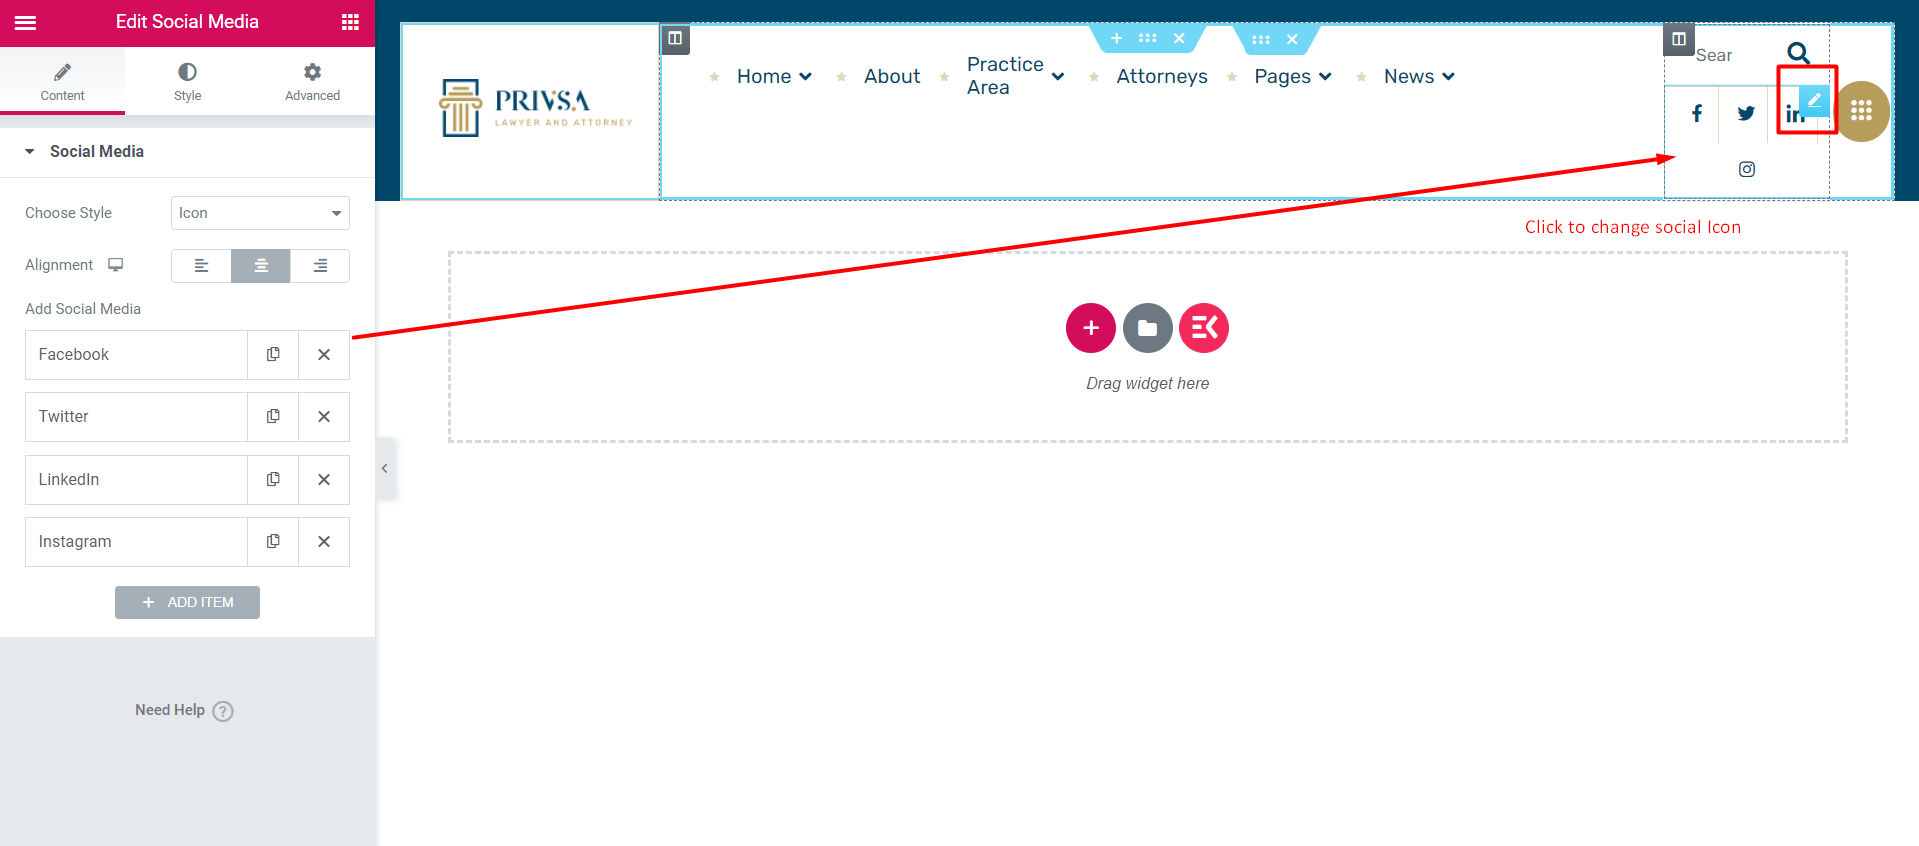 Edit Social Media
Content
Style
Advanced
Social Media
Choose Style
Icon
Alignment
Add Social Media
Facebook
Twitter
LinkedIn
Instagram
ADD ITEM
Need Help
PRIVSA
LAWYER AND ATTORNEY
Home
About
Practice
Area
Attorneys
Pages
News
Sear
Click to change social Icon
Drag widget here